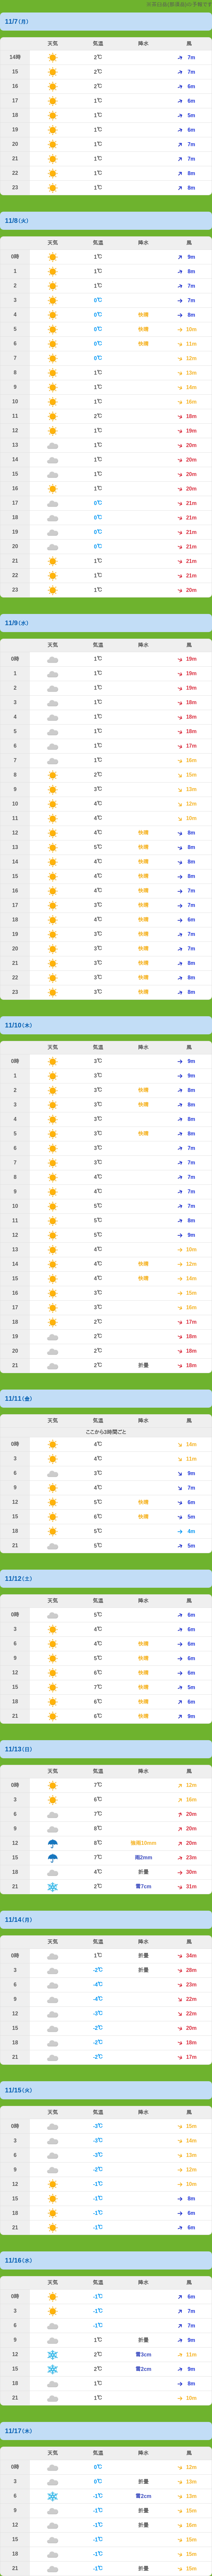 11/7(月)
天気 気温 降水 風
14時 2℃ 7m
15 2℃ 7m
16 2℃ 6m
17 1℃ 6m
18 1℃ 5m
19 1℃ 6m
20 1℃ 7m
21 1℃ 7m
22 1℃ 8m
23 1℃ 8m
11/8(火)
天気 気温 降水 風
0時 1℃ 9m
1 1℃ 8m
2 1℃ 7m
3 0℃ 7m
4 0℃ 快晴 8m
5 0℃ 快晴 10m
6 0℃ 快晴 11m
7 0℃ 12m
8 1℃ 13m
9 1℃ 14m
10 1℃ 16m
11 2℃ 18m
12 1℃ 19m
13 1℃ 20m
14 1℃ 20m
15 1℃ 20m
16 1℃ 20m
17 0℃ 21m
18 0℃ 21m
19 0℃ 21m
20 0℃ 21m
21 1℃ 21m
22 1℃ 21m
23 1℃ 20m
11/9(水)
天気 気温 降水 風
0時 1℃ 19m
1 1℃ 19m
2 1℃ 19m
3 1℃ 18m
4 1℃ 18m
5 1℃ 18m
6 1℃ 17m
7 1℃ 16m
8 2℃ 15m
9 3℃ 13m
10 4℃ 12m
11 4℃ 10m
12 4℃ 快晴 8m
13 5℃ 快晴 8m
14 4℃ 快晴 8m
15 4℃ 快晴 8m
16 4℃ 快晴 7m
17 3℃ 快晴 7m
18 4℃ 快晴 6m
19 3℃ 快晴 7m
20 3℃ 快晴 7m
21 3℃ 快晴 8m
22 3℃ 快晴 8m
23 3℃ 快晴 8m
11/10(木)
天気 気温 降水 風
0時 3℃ 9m
1 3℃ 9m
2 3℃ 快晴 8m
3 3℃ 快晴 8m
4 3℃ 8m
5 3℃ 快晴 8m
6 3℃ 7m
7 3℃ 7m
8 4℃ 7m
9 4℃ 7m
10 5℃ 7m
11 5℃ 8m
12 5℃ 9m
13 4℃ 10m
14 4℃ 快晴 12m
15 4℃ 快晴 14m
16 3℃ 15m
17 3℃ 16m
18 2℃ 17m
19 2℃ 18m
20 2℃ 18m
21 2℃ 折畳 18m
11/11(金)
天気 気温 降水 風
ここから3時間ごと
0時 4℃ 14m
3 4℃ 11m
6 3℃ 9m
9 4℃ 7m
12 5℃ 快晴 6m
15 6℃ 快晴 5m
18 5℃ 4m
21 5℃ 5m
11/12(土)
天気 気温 降水 風
0時 5℃ 6m
3 4℃ 6m
6 4℃ 快晴 6m
9 5℃ 快晴 6m
12 6℃ 快晴 6m
15 7℃ 快晴 5m
18 6℃ 快晴 6m
21 6℃ 快晴 9m
11/13(日)
天気 気温 降水 風
0時 7℃ 12m
3 6℃ 16m
6 7℃ 20m
9 8℃ 20m
12 8℃ 強雨10mm 20m
15 7℃ 雨2mm 23m
18 4℃ 折畳 30m
21 2℃ 雪7cm 31m
11/14(月)
天気 気温 降水 風
0時 1℃ 折畳 34m
3 -2℃ 折畳 28m
6 -4℃ 23m
9 -4℃ 22m
12 -3℃ 22m
15 -2℃ 20m
18 -2℃ 18m
21 -2℃ 17m
11/15(火)
天気 気温 降水 風
0時 -3℃ 15m
3 -3℃ 14m
6 -3℃ 13m
9 -2℃ 12m
12 -1℃ 10m
15 -1℃ 8m
18 -1℃ 6m
21 -1℃ 6m
11/16(水)
天気 気温 降水 風
0時 -1℃ 6m
3 -1℃ 7m
6 -1℃ 7m
9 1℃ 折畳 9m
12 2℃ 雪3cm 11m
15 2℃ 雪2cm 9m
18 1℃ 8m
21 1℃ 10m
11/17(木)
天気 気温 降水 風
0時 0℃ 12m
3 0℃ 折畳 13m
6 -1℃ 雪2cm 13m
9 -1℃ 折畳 15m
12 -1℃ 折畳 16m
15 -1℃ 15m
18 -1℃ 15m
21 -1℃ 折畳 15m